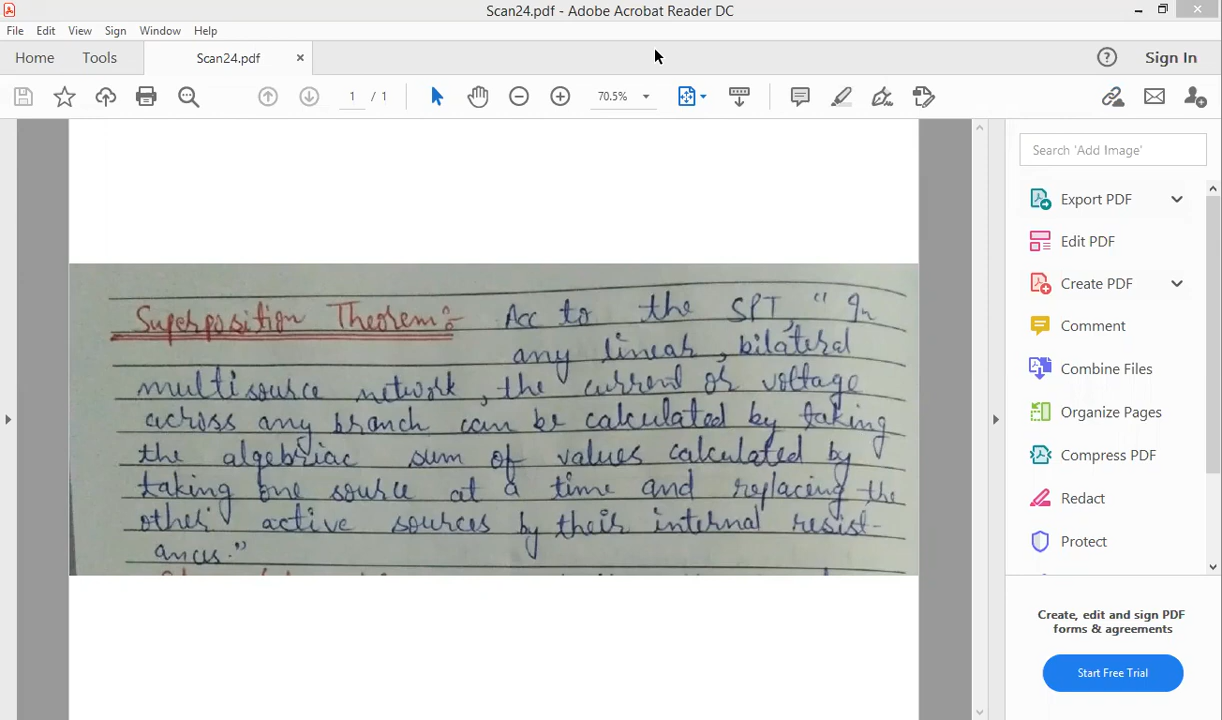 Scan24.pdf - Adobe Acrobat Reader DC
File Edit View Sign Window Help
Home Tools Scan24.pdf × Sign In
1 / 1 70.5%
Search 'Add Image'
Export PDF
Edit PDF
Create PDF
Comment
Combine Files
Organize Pages
Compress PDF
Redact
Protect
Create, edit and sign PDF
forms & agreements
Start Free Trial
Superposition Theorem:- Acc to the SPT, "In
any linear, bilateral
multisource network, the current or voltage
across any branch can be calculated by taking
the algebriac sum of values calculated by
taking one source at a time and replacing the
other active sources by their internal resist-
ances."